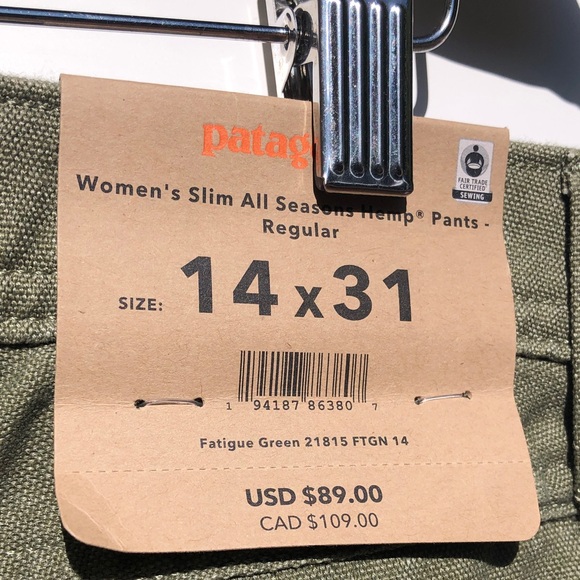 patag
FAIR TRADE
CERTIFIED
SEWING
Women's Slim All Seasons Hemp® Pants -
Regular
SIZE: 14 x 31
1 94187 86380 7
Fatigue Green 21815 FTGN 14
USD $89.00
CAD $109.00